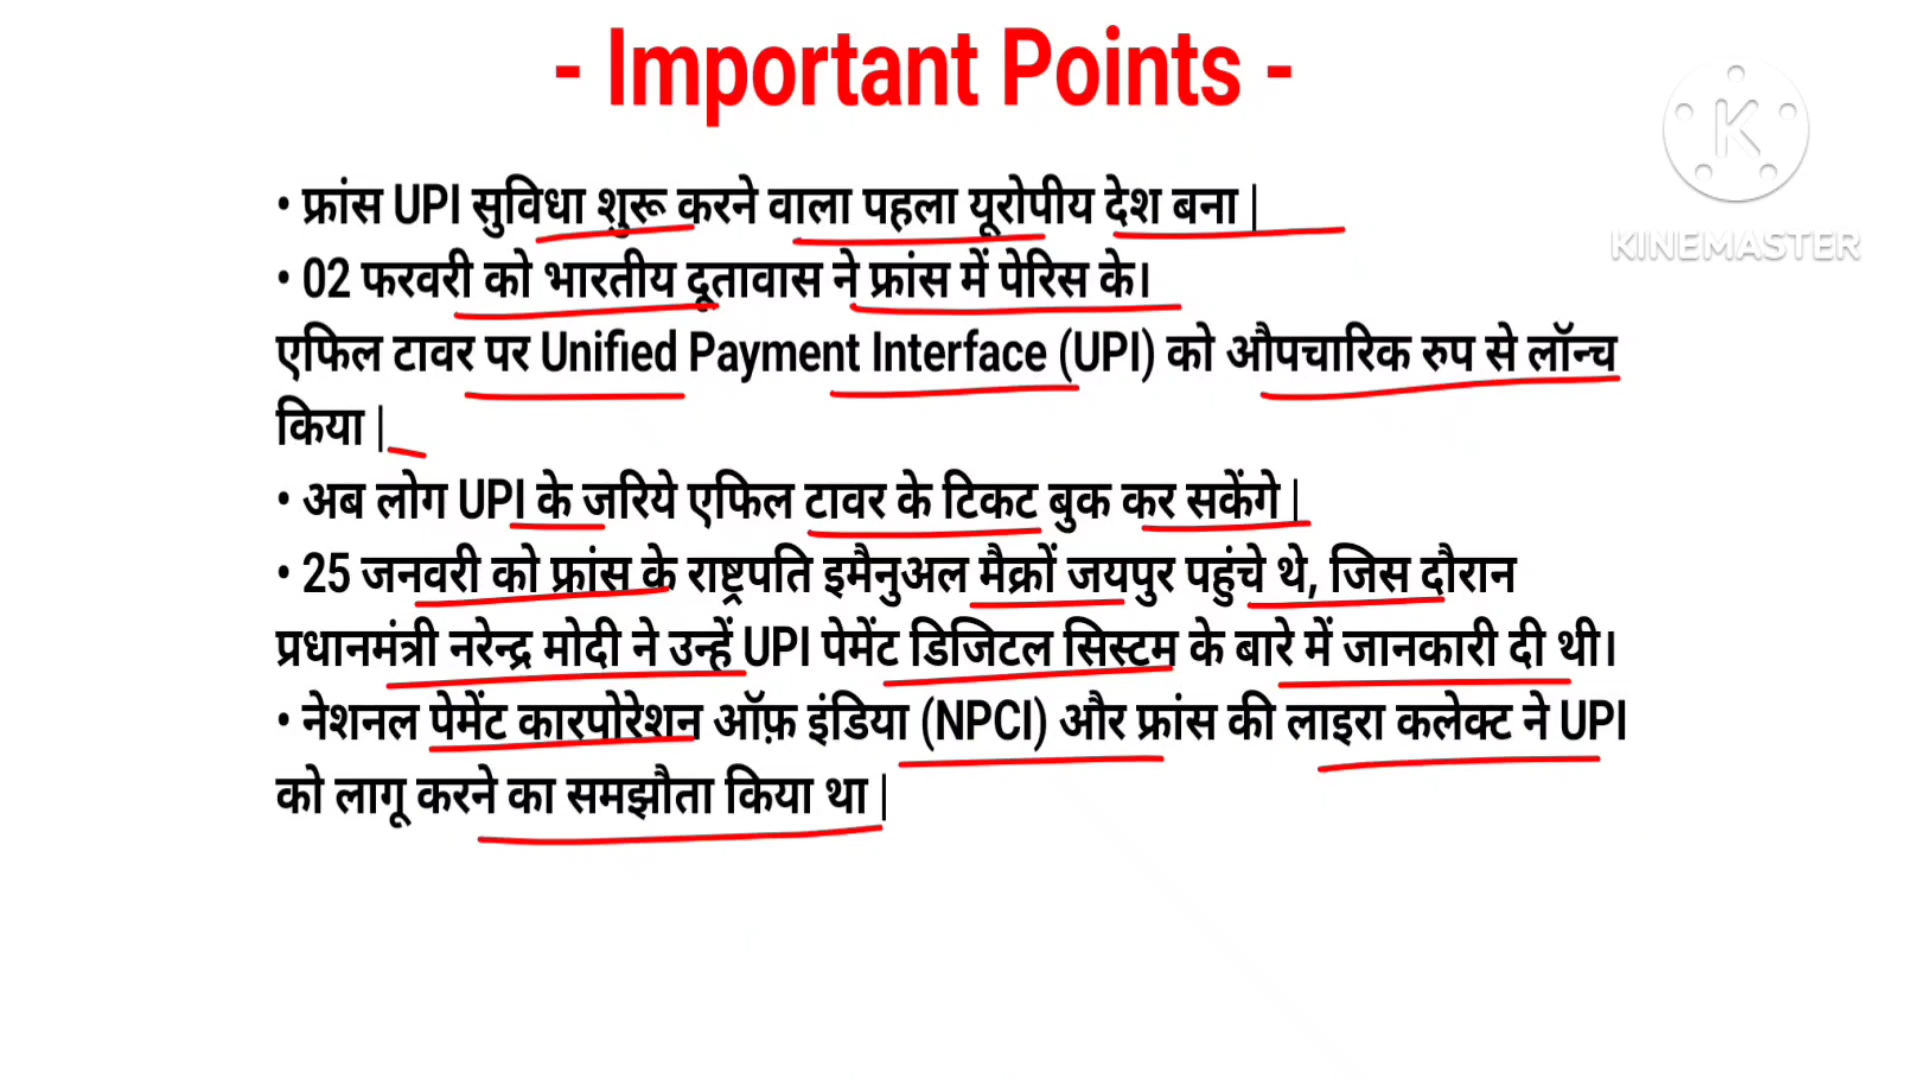 - Important Points -
• फ्रांस UPI सुविधा शुरू करने वाला पहला यूरोपीय देश बना |
• 02 फरवरी को भारतीय दूतावास ने फ्रांस में पेरिस के।
एफिल टावर पर Unified Payment Interface (UPI) को औपचारिक रुप से लॉन्च
किया |
• अब लोग UPI के जरिये एफिल टावर के टिकट बुक कर सकेंगे |
• 25 जनवरी को फ्रांस के राष्ट्रपति इमैनुअल मैक्रों जयपुर पहुंचे थे, जिस दौरान
प्रधानमंत्री नरेन्द्र मोदी ने उन्हें UPI पेमेंट डिजिटल सिस्टम के बारे में जानकारी दी थी।
• नेशनल पेमेंट कारपोरेशन ऑफ़ इंडिया (NPCI) और फ्रांस की लाइरा कलेक्ट ने UPI
को लागू करने का समझौता किया था |
K
KINEMASTER